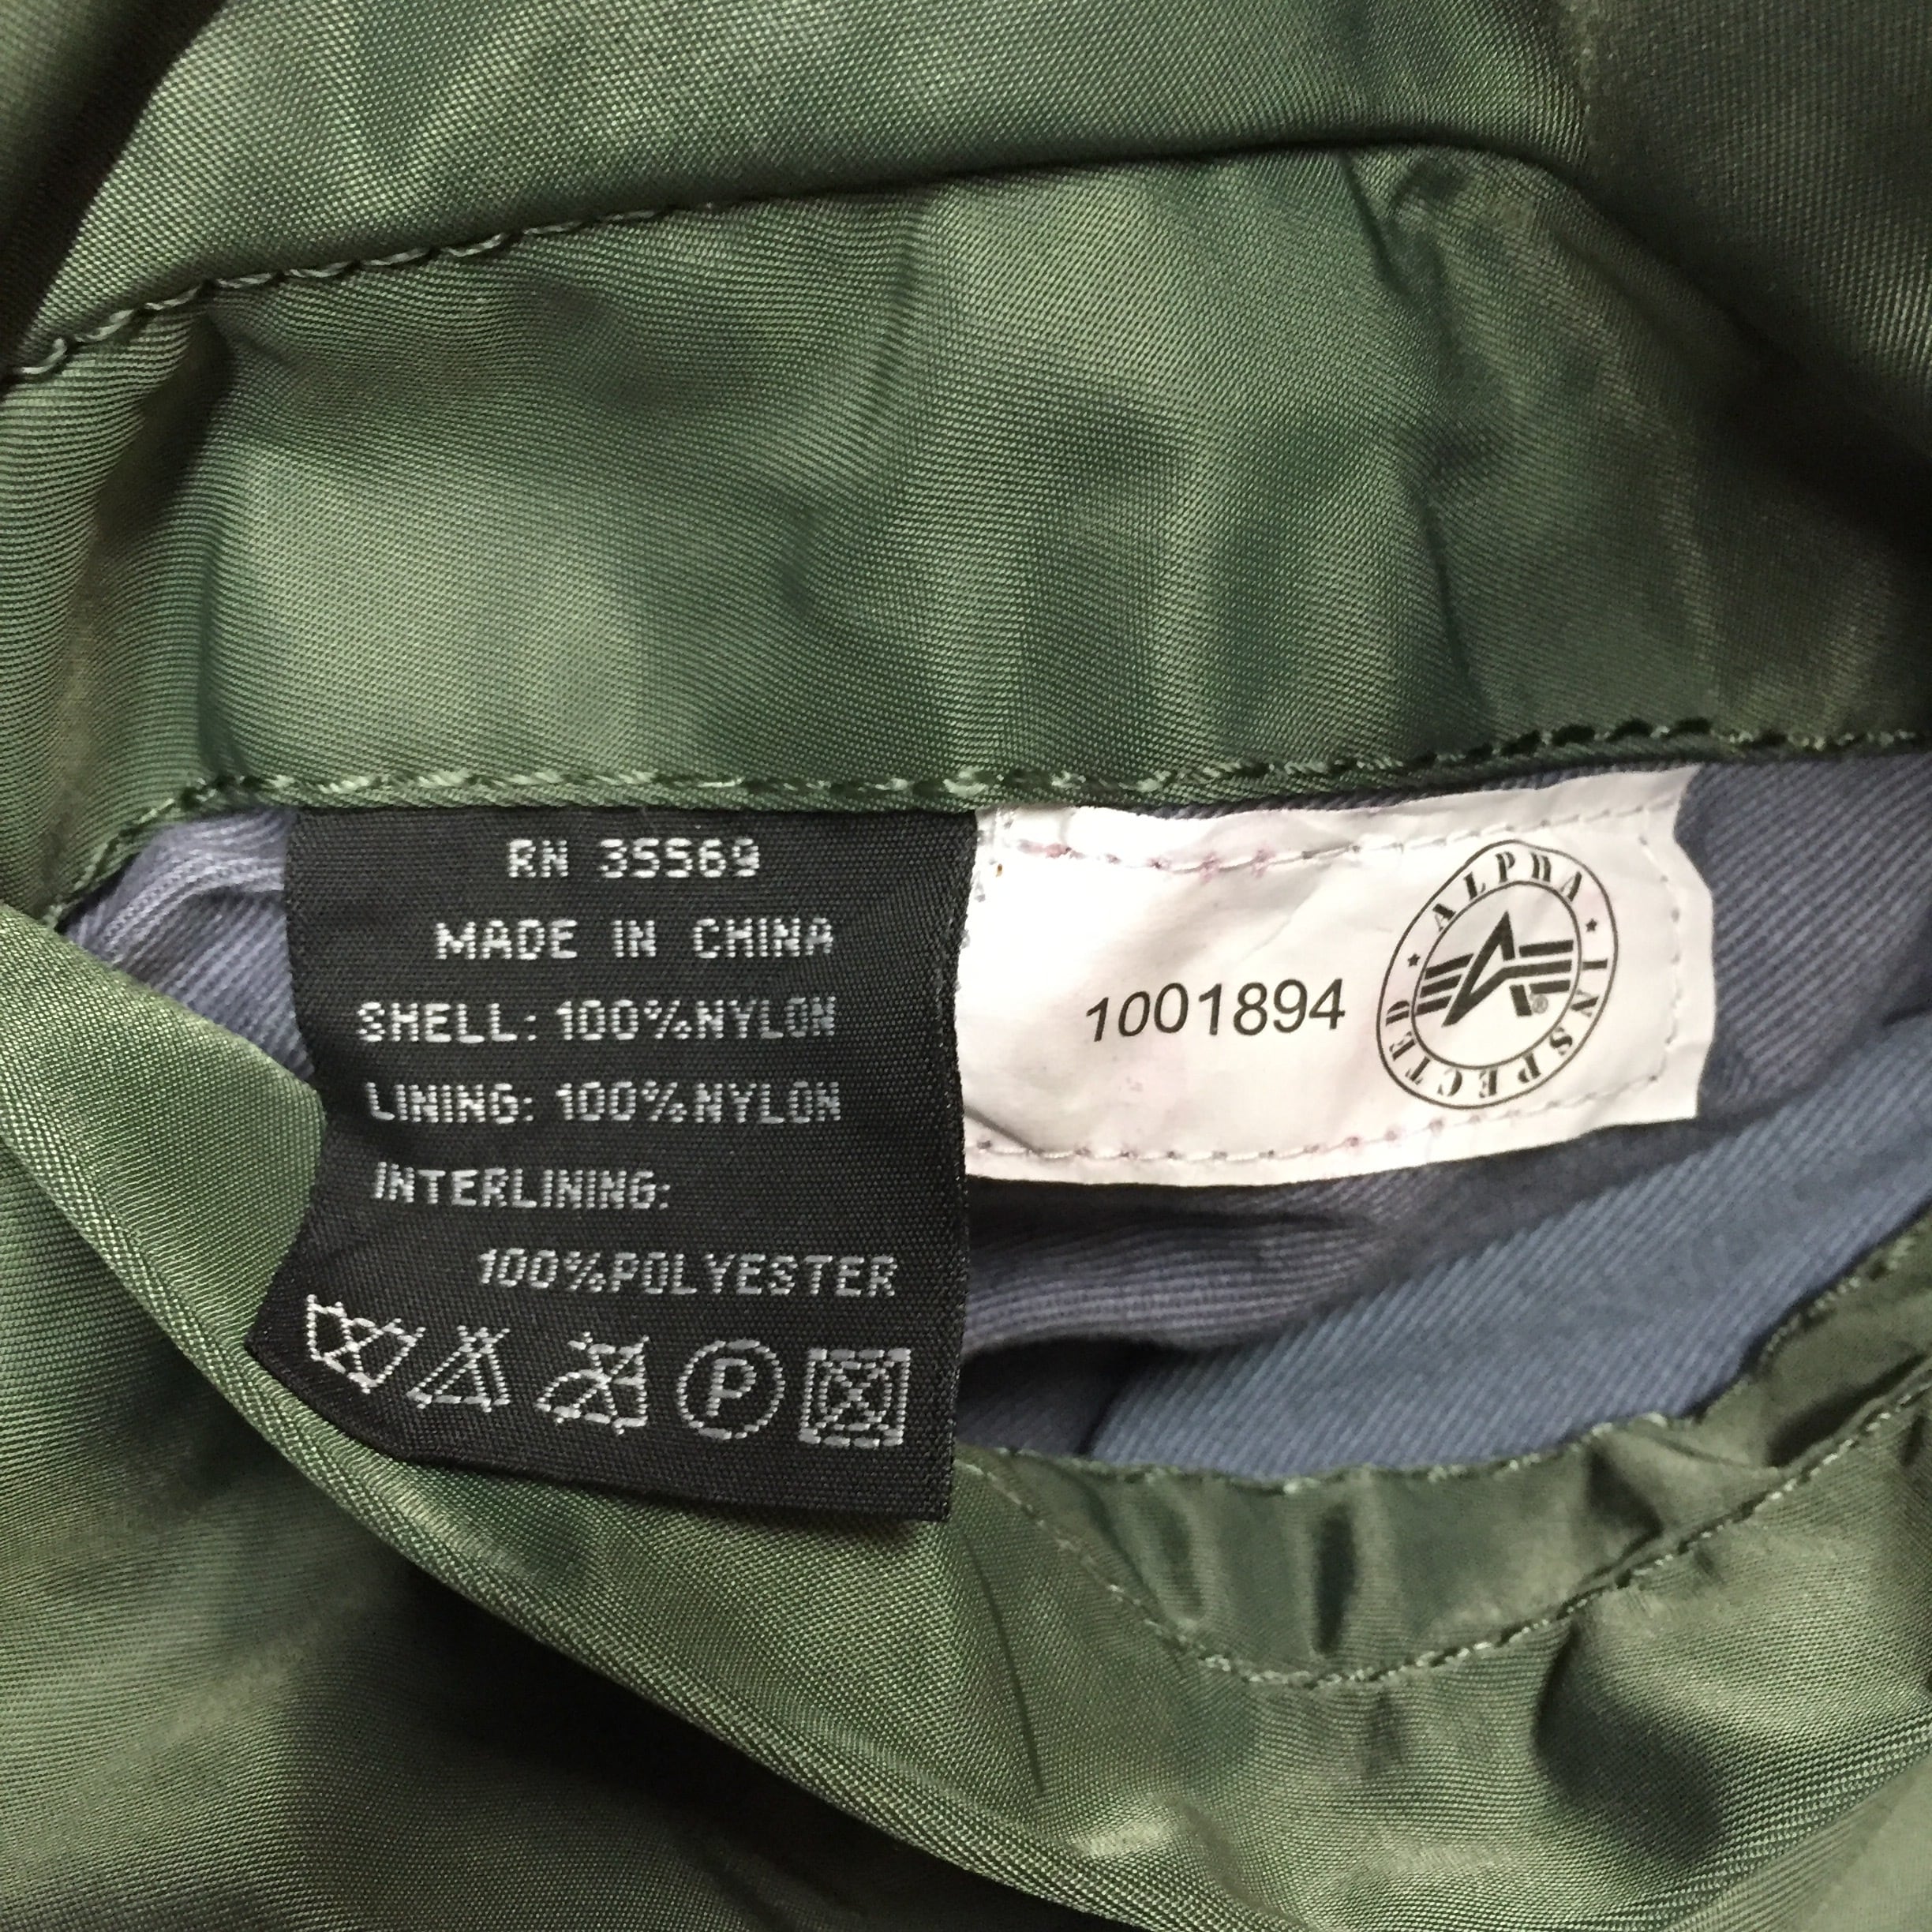 RN 35569
MADE IN CHINA
SHELL: 100%NYLON
LINING: 100%NYLON
INTERLINING:
100%POLYESTER
P
1001894
ALPHA
INSPECTED
®